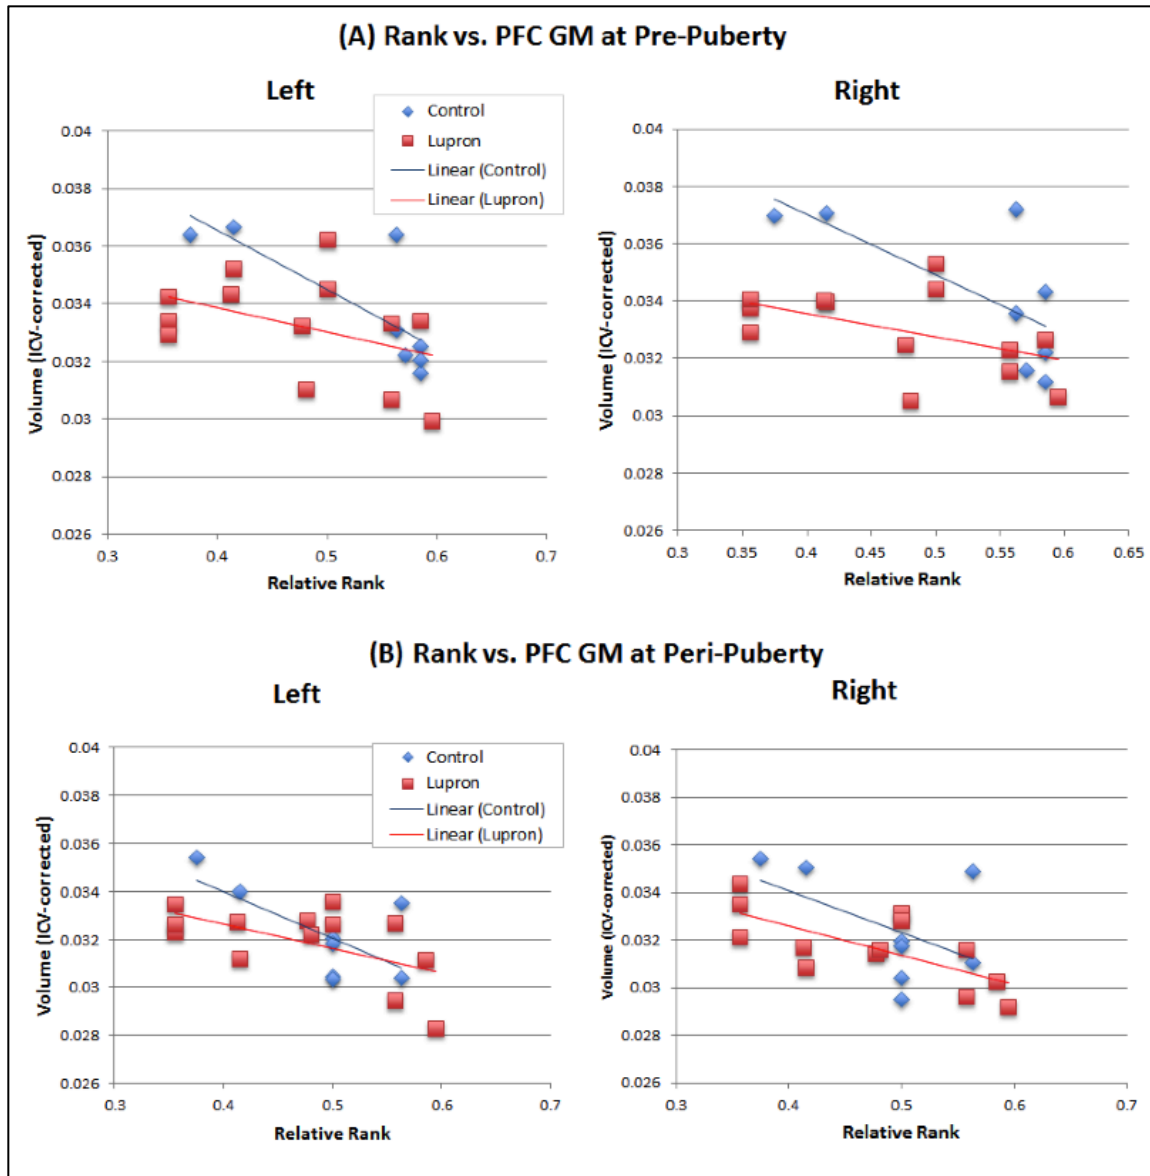 (A) Rank vs. PFC GM at Pre-Puberty
Left
Right
Control
Lupron
Linear (Control)
Linear (Lupron)
Volume (ICV-corrected)
0.04
0.038
0.036
0.034
0.032
0.03
0.028
0.026
0.3
0.4
0.5
0.6
0.7
Relative Rank
Volume (ICV-corrected)
0.04
0.038
0.036
0.034
0.032
0.03
0.028
0.026
0.3
0.35
0.4
0.45
0.5
0.55
0.6
0.65
Relative Rank
(B) Rank vs. PFC GM at Peri-Puberty
Left
Right
Control
Lupron
Linear (Control)
Linear (Lupron)
Volume (ICV-corrected)
0.04
0.038
0.036
0.034
0.032
0.03
0.028
0.026
0.3
0.4
0.5
0.6
0.7
Relative Rank
Volume (ICV-corrected)
0.04
0.038
0.036
0.034
0.032
0.03
0.028
0.026
0.3
0.4
0.5
0.6
0.7
Relative Rank